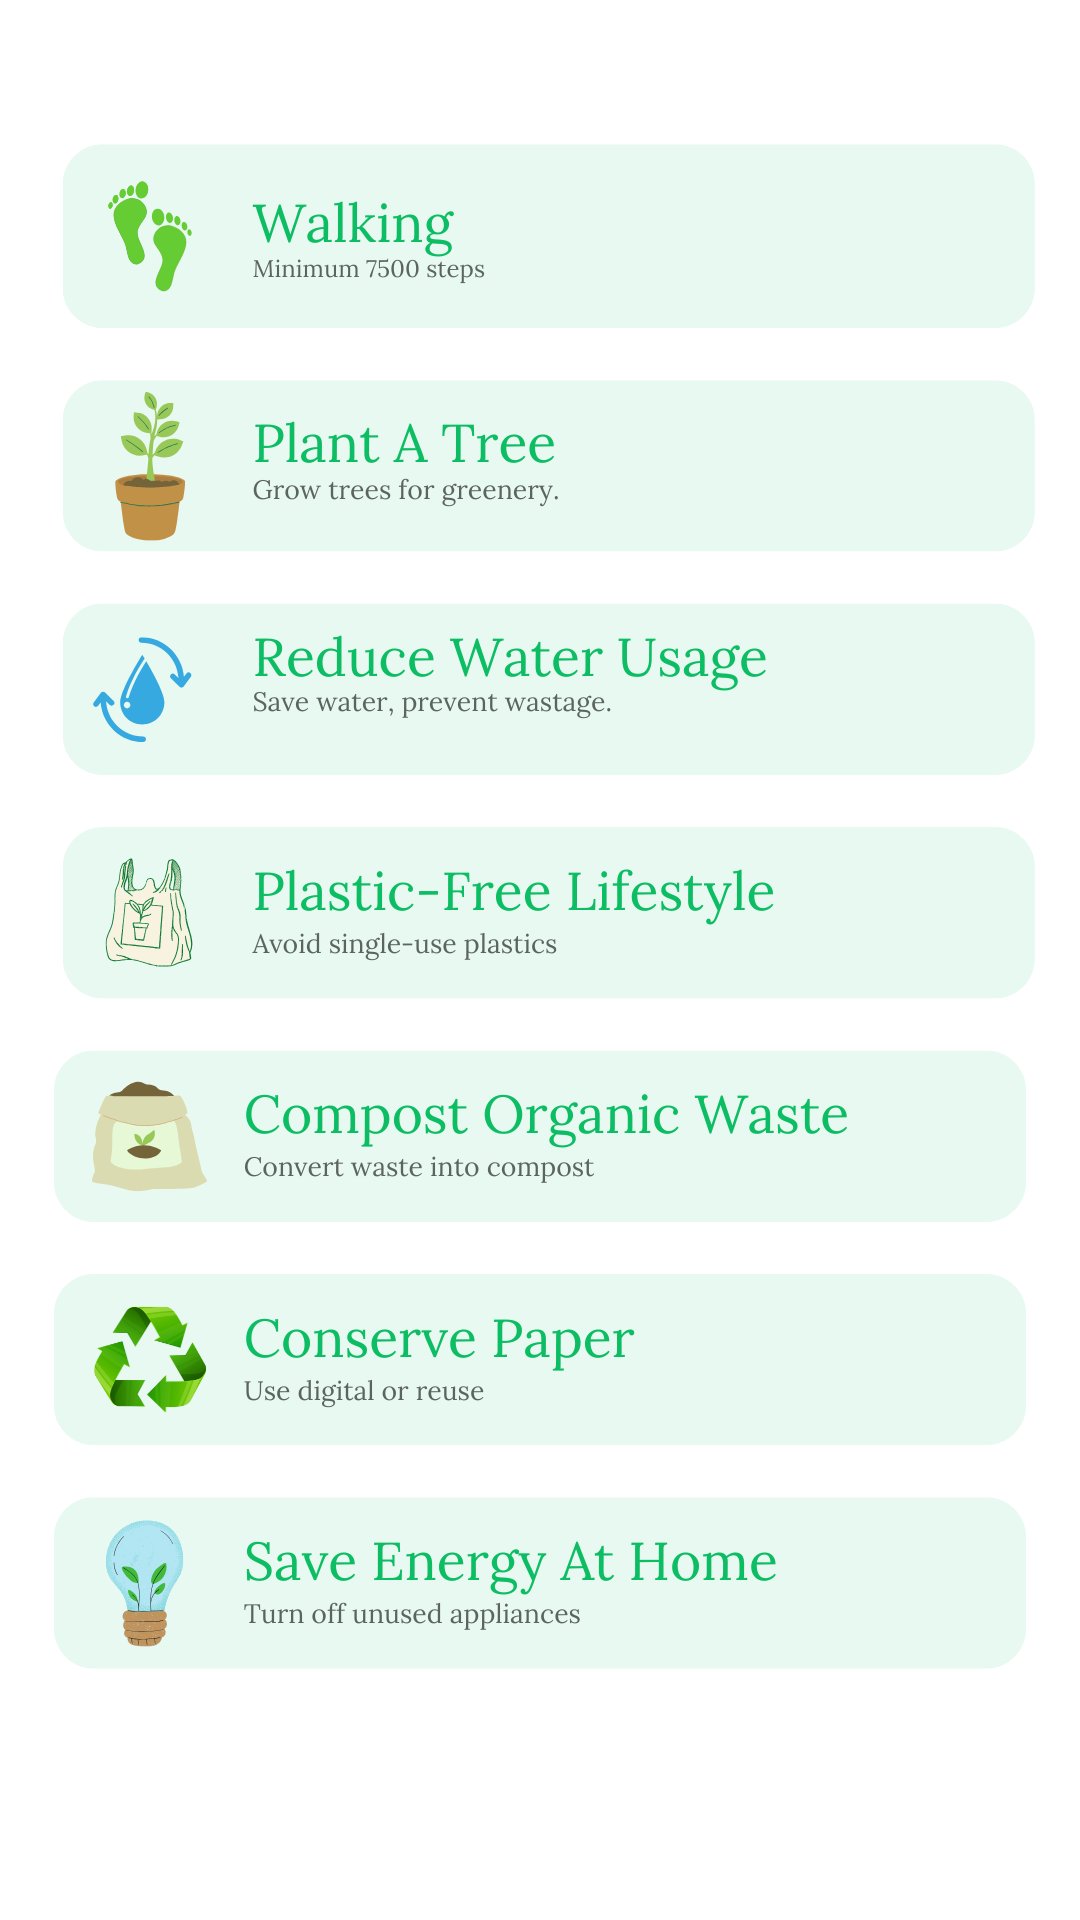 Walking
Minimum 7500 steps
Plant A Tree
Grow trees for greenery.
Reduce Water Usage
Save water, prevent wastage.
Plastic-Free Lifestyle
Avoid single-use plastics
Compost Organic Waste
Convert waste into compost
Conserve Paper
Use digital or reuse
Save Energy At Home
Turn off unused appliances